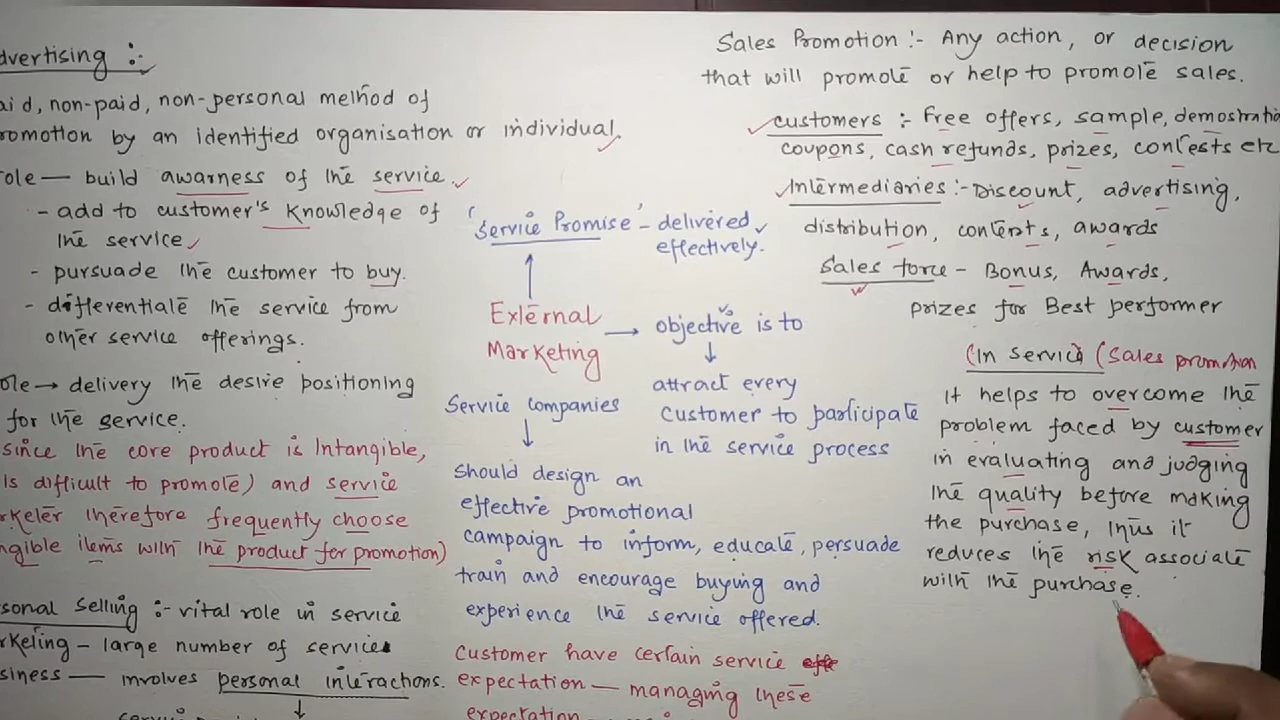 dvertising :-
aid, non-paid, non-personal method of
romotion by an identified organisation or individual,
role — build awarness of the service
- add to customer's knowledge of
the service
- pursuade the customer to buy.
- differentiate the service from
other service offerings.
ole → delivery the desire positioning
for the service.
since the core product is Intangible,
is difficult to promote) and service
rketer therefore frequently choose
ngible items with the product for promotion)
sonal selling :- vital role in service
rketing - large number of services
siness — involves personal interactions.
'Service Promise' - delivered
effectively.
External
Marketing
→ objective is to
attract every
customer to participate
in the service process
Service companies
Should design an
effective promotional
campaign to inform, educate, persuade
train and encourage buying and
experience the service offered.
Customer have certain service
expectation — managing these
expectation
Sales Promotion :- Any action, or decision
that will promote or help to promote sales.
customers :- Free offers, sample, demostratio
coupons, cash refunds, prizes, contests etc
Intermediaries :- Discount, advertising,
distribution, contents, awards
Sales force - Bonus, Awards,
prizes for Best performer
(In service (Sales promotion
it helps to overcome the
problem faced by customer
in evaluating and judging
the quality before making
the purchase, thus it
reduces the risk associate
with the purchase.